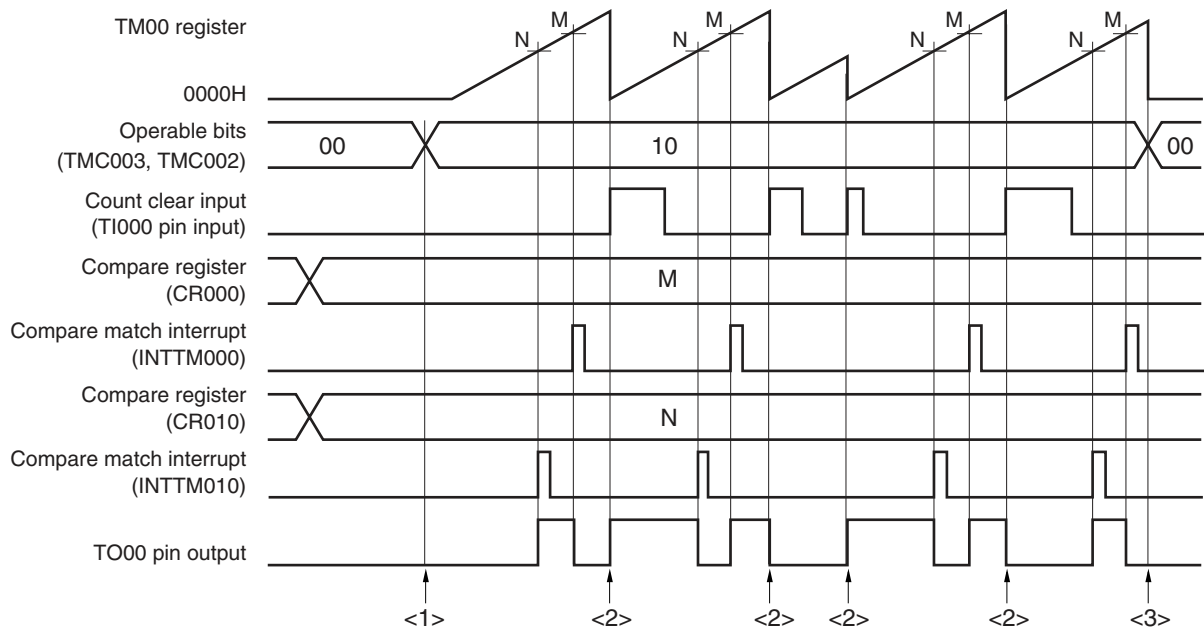 TM00 register
M
N
M
N
M
N
M
N
0000H
Operable bits
(TMC003, TMC002)
00
10
00
Count clear input
(TI000 pin input)
Compare register
(CR000)
M
Compare match interrupt
(INTTM000)
Compare register
(CR010)
N
Compare match interrupt
(INTTM010)
TO00 pin output
<1>
<2>
<2>
<2>
<2>
<3>